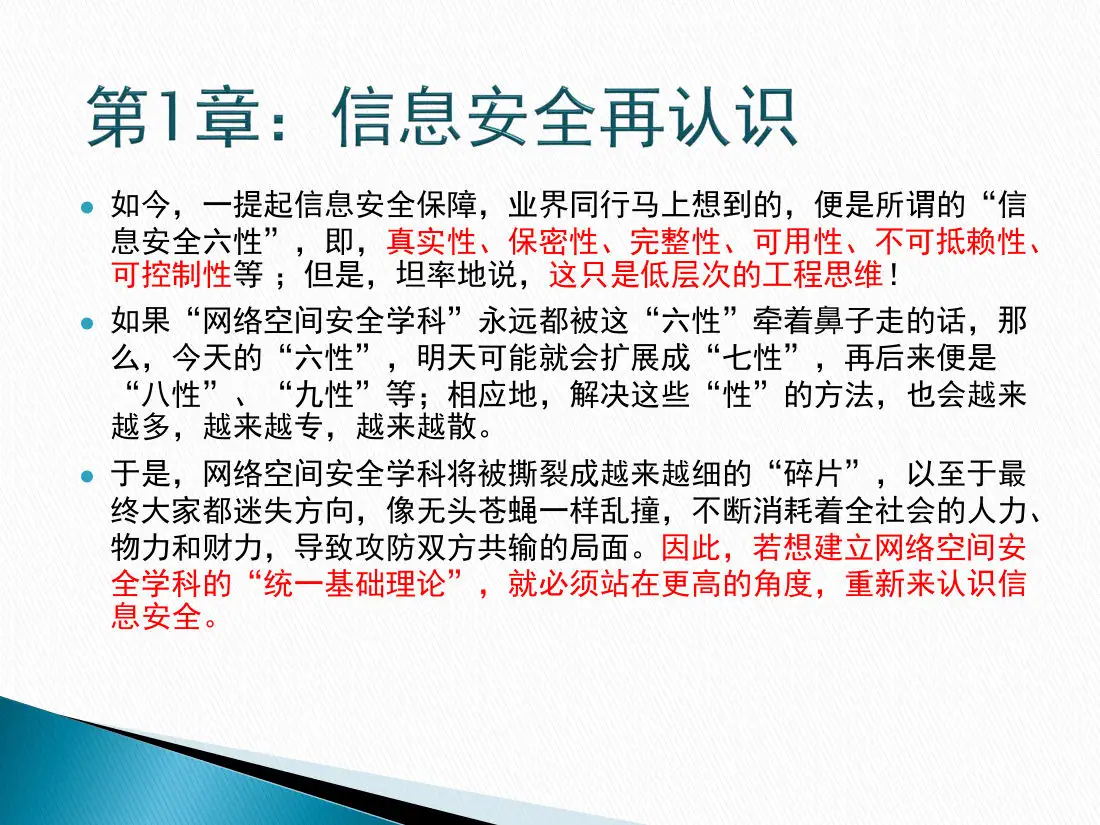 第1章：信息安全再认识
如今，一提起信息安全保障，业界同行马上想到的，便是所谓的“信
息安全六性”，即，真实性、保密性、完整性、可用性、不可抵赖性、
可控制性等 ；但是，坦率地说，这只是低层次的工程思维！
如果“网络空间安全学科”永远都被这“六性”牵着鼻子走的话，那
么，今天的“六性”，明天可能就会扩展成“七性”，再后来便是
“八性”、“九性”等；相应地，解决这些“性”的方法，也会越来
越多，越来越专，越来越散。
于是，网络空间安全学科将被撕裂成越来越细的“碎片”，以至于最
终大家都迷失方向，像无头苍蝇一样乱撞，不断消耗着全社会的人力、
物力和财力，导致攻防双方共输的局面。因此，若想建立网络空间安
全学科的“统一基础理论”，就必须站在更高的角度，重新来认识信
息安全。